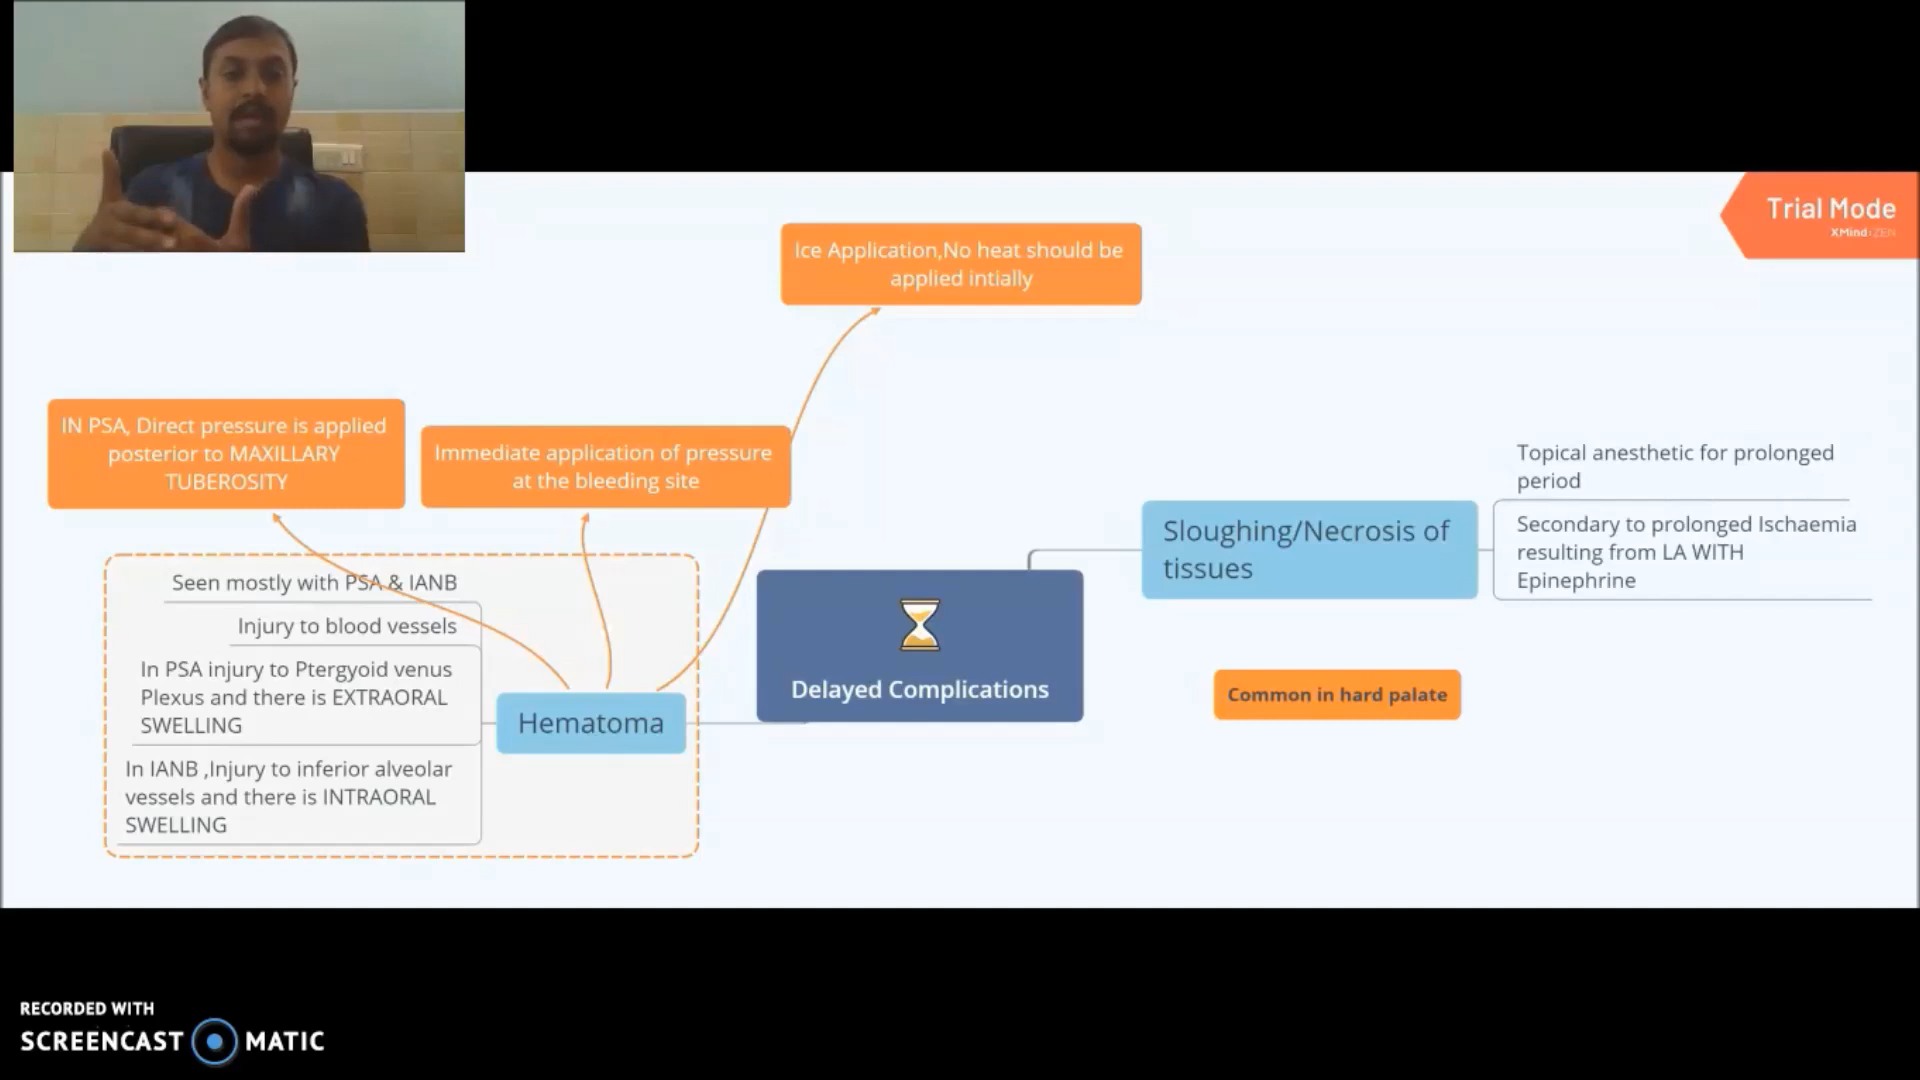 Trial Mode
XMind:ZEN
Ice Application,No heat should be
applied intially
IN PSA, Direct pressure is applied
posterior to MAXILLARY
TUBEROSITY
Immediate application of pressure
at the bleeding site
Seen mostly with PSA & IANB
Injury to blood vessels
In PSA injury to Ptergyoid venus
Plexus and there is EXTRAORAL
SWELLING
In IANB ,Injury to inferior alveolar
vessels and there is INTRAORAL
SWELLING
Hematoma
Delayed Complications
Sloughing/Necrosis of
tissues
Topical anesthetic for prolonged
period
Secondary to prolonged Ischaemia
resulting from LA WITH
Epinephrine
Common in hard palate
RECORDED WITH
SCREENCAST MATIC